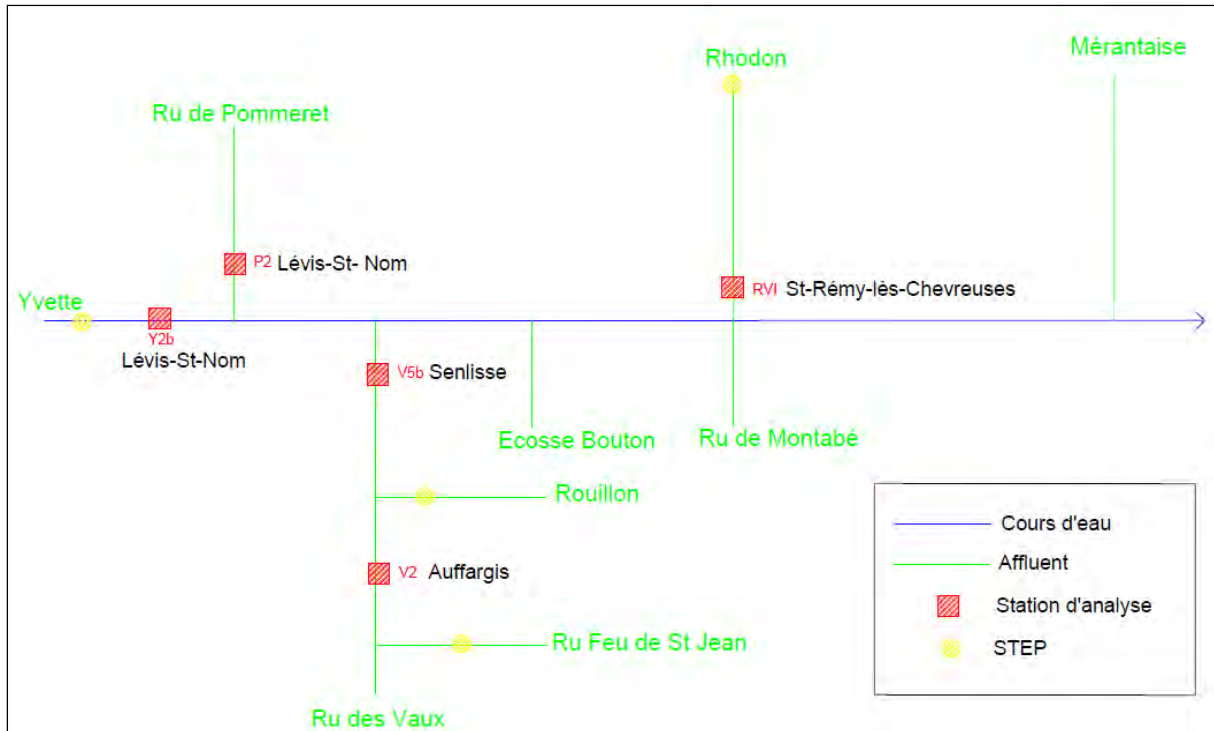 Mérantaise
Rhodon
Ru de Pommeret
P2 Lévis-St- Nom
RVI St-Rémy-lès-Chevreuses
Yvette
Y2b
Lévis-St-Nom
V5b Senlisse
Ecosse Bouton
Ru de Montabé
Rouillon
V2 Auffargis
Ru Feu de St Jean
Ru des Vaux
Cours d'eau
Affluent
Station d'analyse
STEP